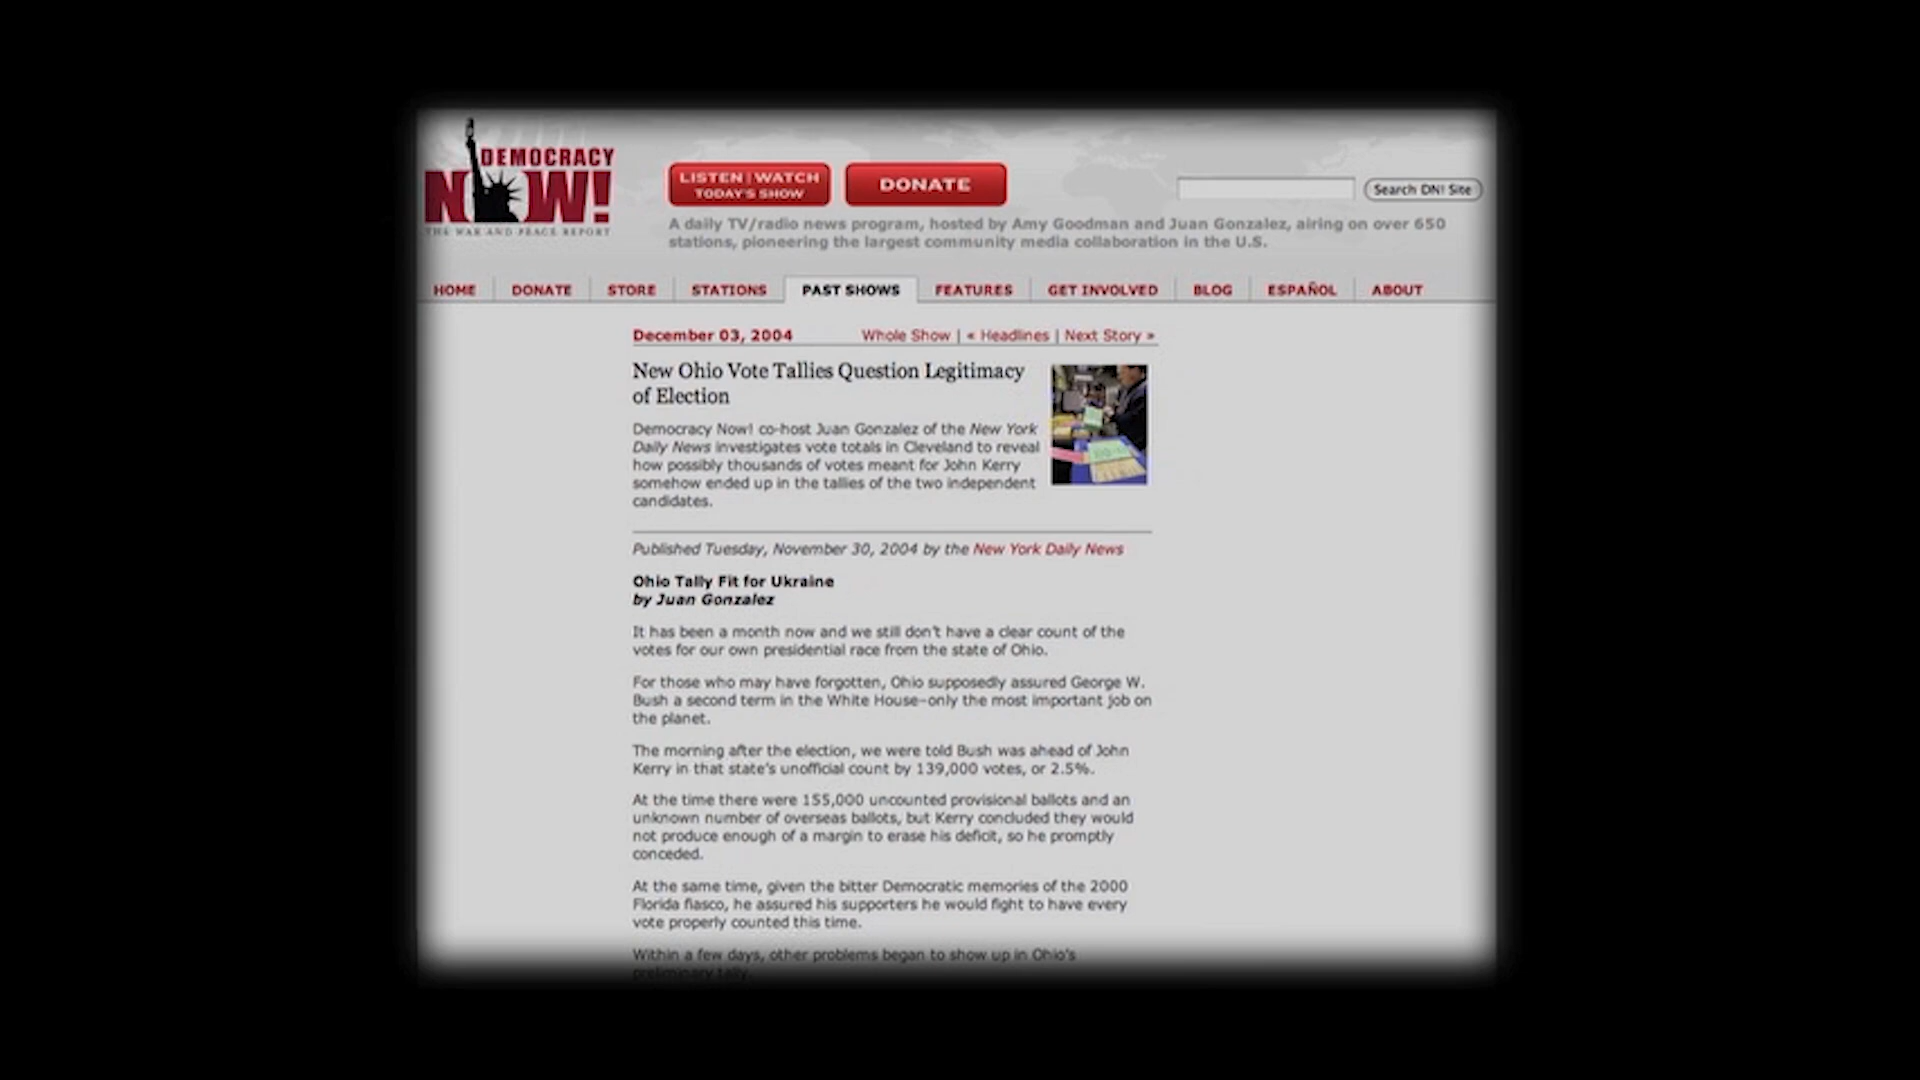 DEMOCRACY
NOW!
THE WAR AND PEACE REPORT
LISTEN | WATCH
TODAY'S SHOW
DONATE
Search DN! Site
A daily TV/radio news program, hosted by Amy Goodman and Juan Gonzalez, airing on over 650
stations, pioneering the largest community media collaboration in the U.S.
HOME DONATE STORE STATIONS PAST SHOWS FEATURES GET INVOLVED BLOG ESPAÑOL ABOUT
December 03, 2004 Whole Show | « Headlines | Next Story »
New Ohio Vote Tallies Question Legitimacy
of Election
Democracy Now! co-host Juan Gonzalez of the New York
Daily News investigates vote totals in Cleveland to reveal
how possibly thousands of votes meant for John Kerry
somehow ended up in the tallies of the two independent
candidates.
Published Tuesday, November 30, 2004 by the New York Daily News
Ohio Tally Fit for Ukraine
by Juan Gonzalez
It has been a month now and we still don't have a clear count of the
votes for our own presidential race from the state of Ohio.
For those who may have forgotten, Ohio supposedly assured George W.
Bush a second term in the White House–only the most important job on
the planet.
The morning after the election, we were told Bush was ahead of John
Kerry in that state's unofficial count by 139,000 votes, or 2.5%.
At the time there were 155,000 uncounted provisional ballots and an
unknown number of overseas ballots, but Kerry concluded they would
not produce enough of a margin to erase his deficit, so he promptly
conceded.
At the same time, given the bitter Democratic memories of the 2000
Florida fiasco, he assured his supporters he would fight to have every
vote properly counted this time.
Within a few days, other problems began to show up in Ohio's
preliminary tally.